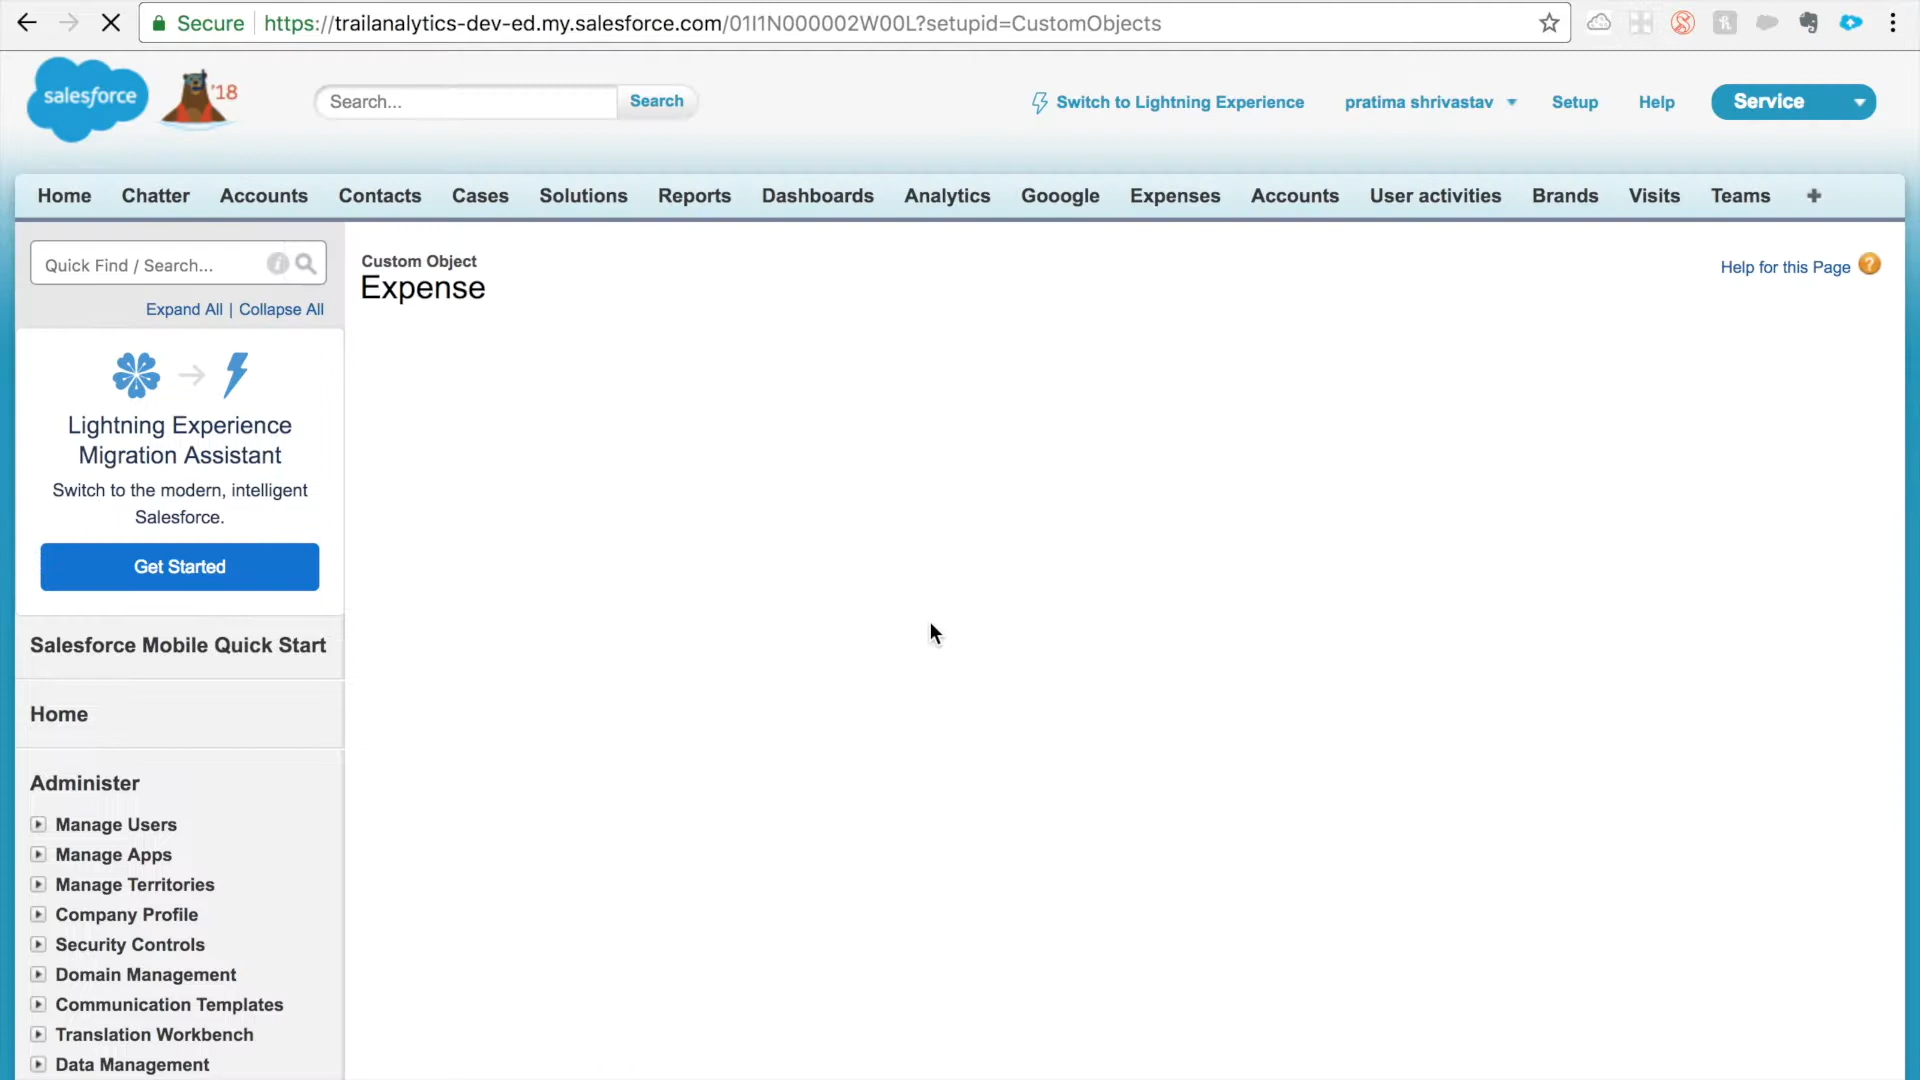 Secure https://trailanalytics-dev-ed.my.salesforce.com/01I1N000002W00L?setupid=CustomObjects
salesforce '18 Search... Search Switch to Lightning Experience pratima shrivastav Setup Help Service
Home Chatter Accounts Contacts Cases Solutions Reports Dashboards Analytics Gooogle Expenses Accounts User activities Brands Visits Teams +
Quick Find / Search...
Expand All | Collapse All
Custom Object
Expense
Help for this Page ?
Lightning Experience
Migration Assistant
Switch to the modern, intelligent
Salesforce.
Get Started
Salesforce Mobile Quick Start
Home
Administer
Manage Users
Manage Apps
Manage Territories
Company Profile
Security Controls
Domain Management
Communication Templates
Translation Workbench
Data Management